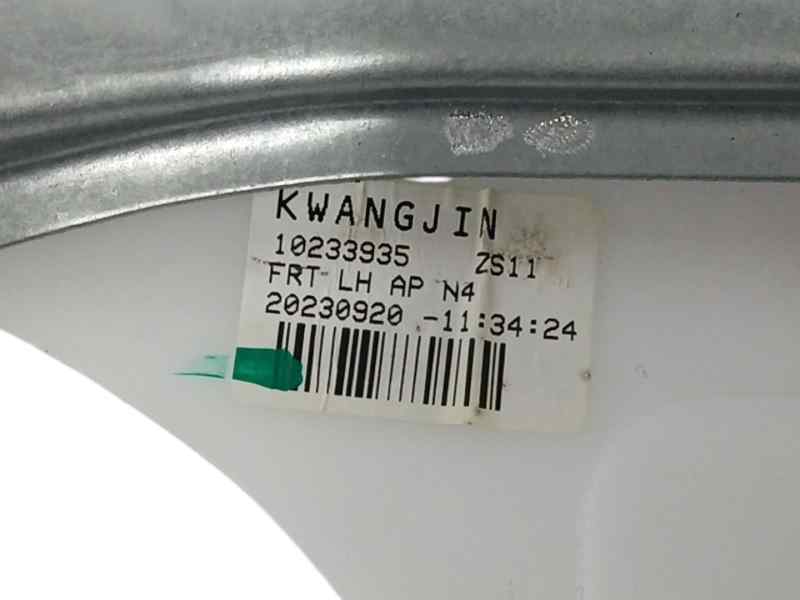 KWANGJIN
10233935 ZS11
FRT LH AP N4
20230920 -11:34:24